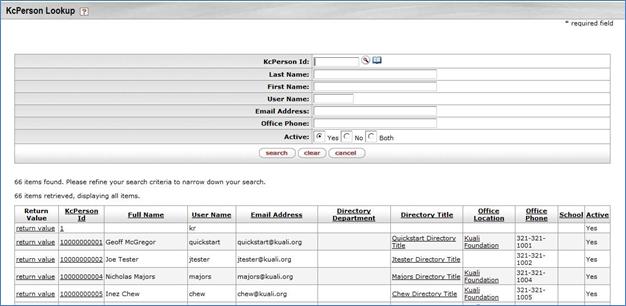 KcPerson Lookup ?
* required field
KcPerson Id:
Last Name:
First Name:
User Name:
Email Address:
Office Phone:
Active: Yes No Both
search clear cancel
66 items found. Please refine your search criteria to narrow down your search.
66 items retrieved, displaying all items.
Return Value KcPerson Id Full Name User Name Email Address Directory Department Directory Title Office Location Office Phone School Active
return value 1 kr Yes
return value 10000000001 Geoff McGregor quickstart quickstart@kuali.org Quickstart Directory Title Kuali Foundation 321-321-1001 Yes
return value 10000000002 Joe Tester jtester jtester@kuali.org Jtester Directory Title 321-321-1002 Yes
return value 10000000004 Nicholas Majors majors majors@kuali.org Majors Directory Title Kuali Foundation 321-321-1004 Yes
return value 10000000005 Inez Chew chew chew@kuali.org Chew Directory Title Kuali Foundation 321-321-1005 Yes